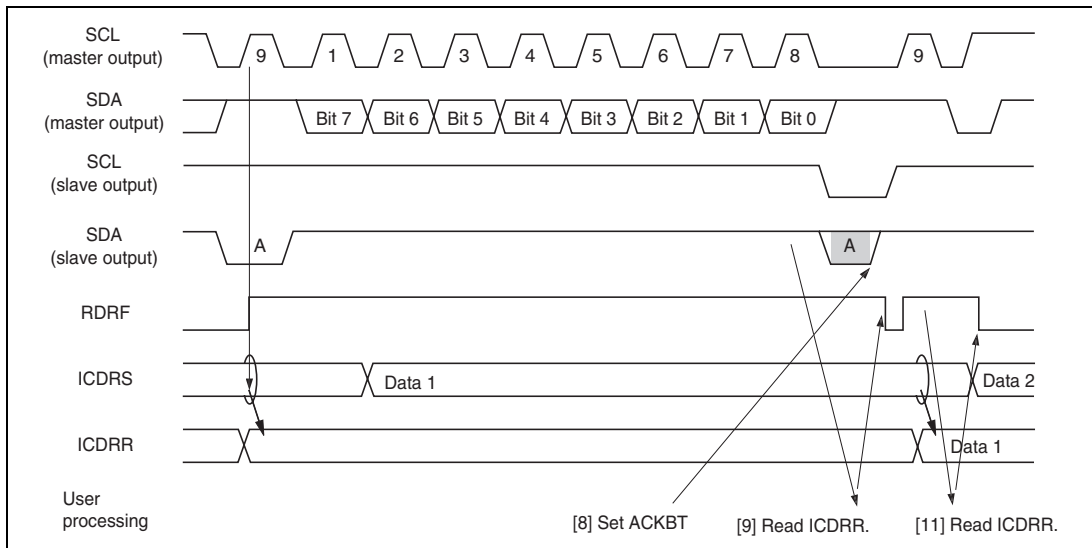 SCL
(master output)
9 1 2 3 4 5 6 7 8 9
SDA
(master output)
Bit 7 Bit 6 Bit 5 Bit 4 Bit 3 Bit 2 Bit 1 Bit 0
SCL
(slave output)
SDA
(slave output)
A A
RDRF
ICDRS
Data 1 Data 2
ICDRR
Data 1
User
processing
[8] Set ACKBT [9] Read ICDRR. [11] Read ICDRR.